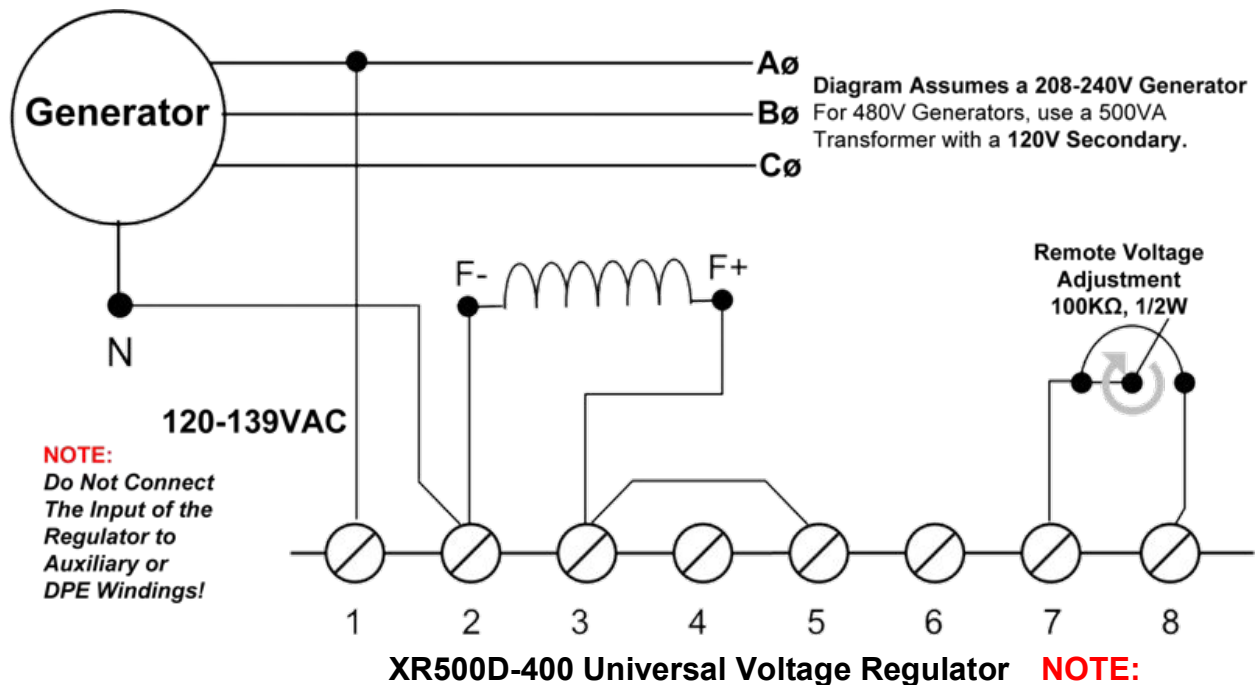 Generator
Aø
Bø
Cø
Diagram Assumes a 208-240V Generator
For 480V Generators, use a 500VA
Transformer with a 120V Secondary.
N
F-
F+
Remote Voltage
Adjustment
100KΩ, 1/2W
120-139VAC
NOTE:
Do Not Connect
The Input of the
Regulator to
Auxiliary or
DPE Windings!
1 2 3 4 5 6 7 8
XR500D-400 Universal Voltage Regulator NOTE: